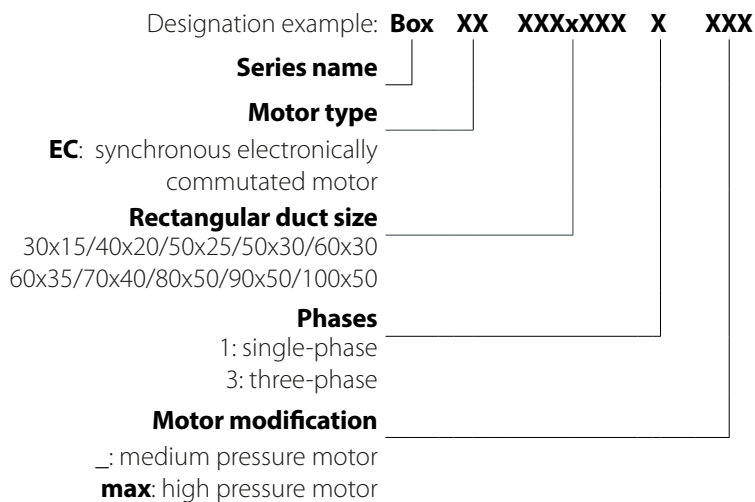 Designation example: Box XX XXXxXXX X XXX
Series name
Motor type
EC: synchronous electronically
commutated motor
Rectangular duct size
30x15/40x20/50x25/50x30/60x30
60x35/70x40/80x50/90x50/100x50
Phases
1: single-phase
3: three-phase
Motor modification
_: medium pressure motor
max: high pressure motor